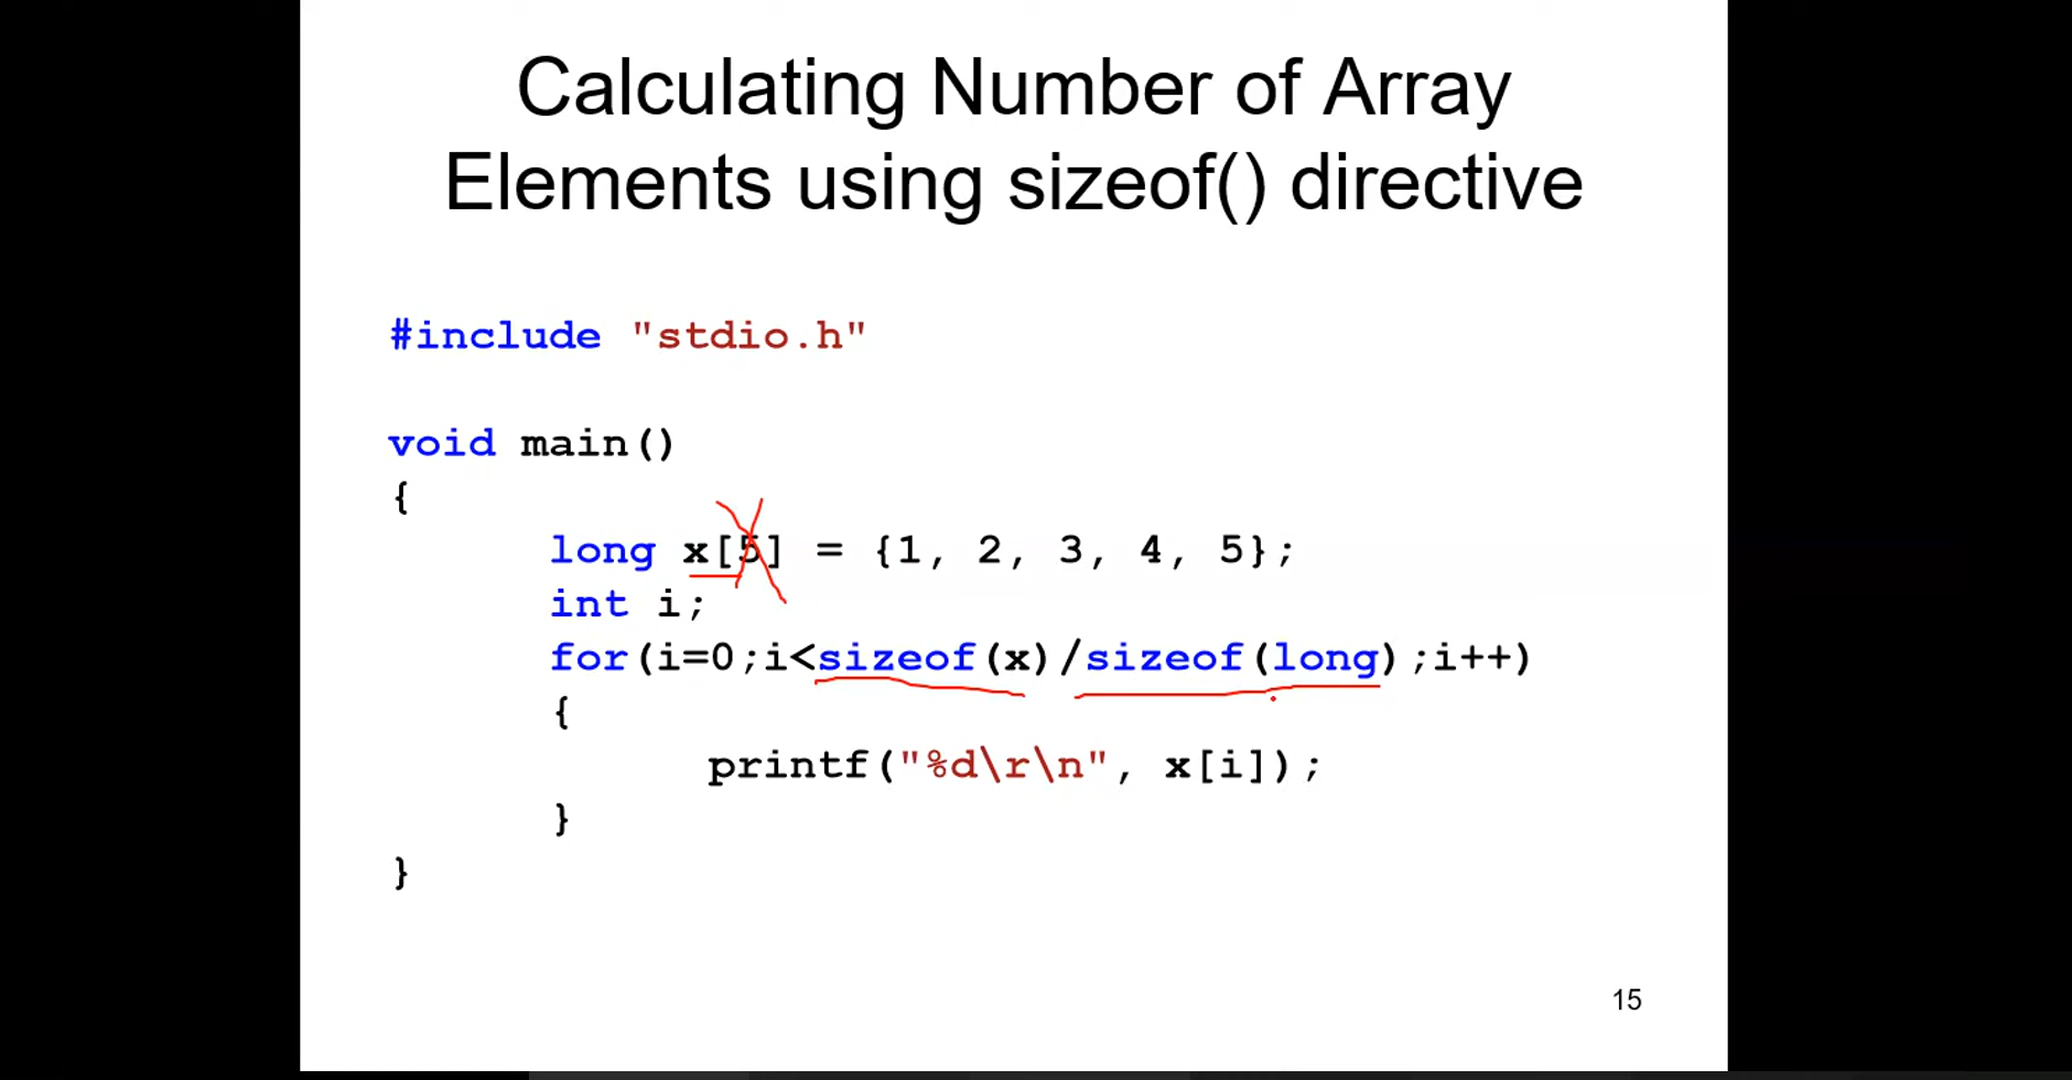 Calculating Number of Array
Elements using sizeof() directive
#include "stdio.h"
void main()
{
long x[5] = {1, 2, 3, 4, 5};
int i;
for(i=0;i<sizeof(x)/sizeof(long);i++)
{
printf("%d\r\n", x[i]);
}
}
15